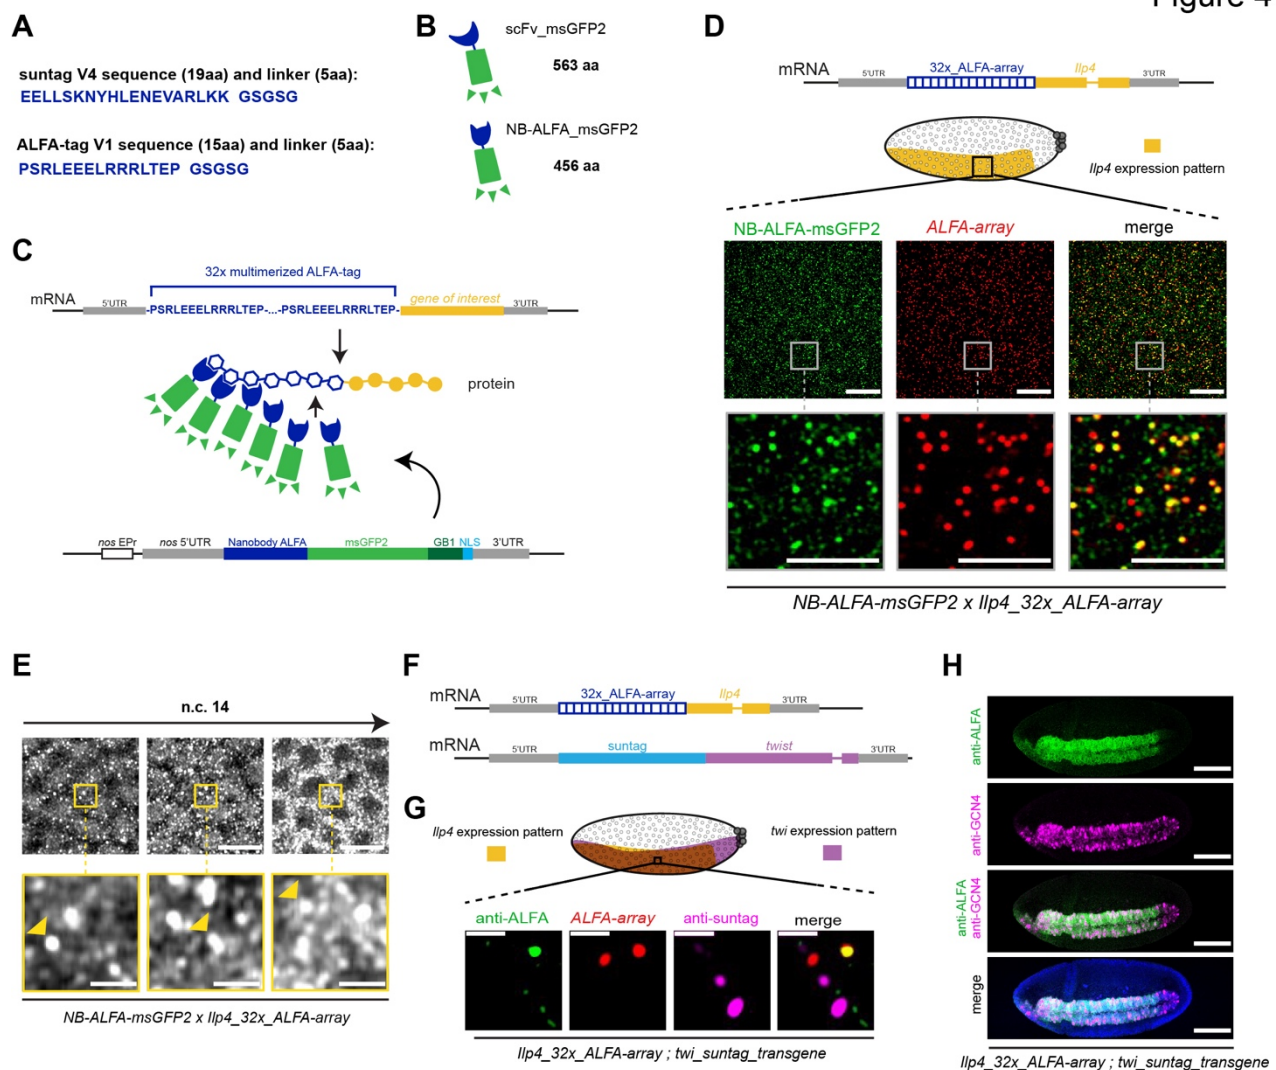 Figure 4
A
suntag V4 sequence (19aa) and linker (5aa):
EELLSKNYHLENEVARLKK GSGSG
ALFA-tag V1 sequence (15aa) and linker (5aa):
PSRLEEELRRRLTEP GSGSG
B
scFv_msGFP2
563 aa
NB-ALFA_msGFP2
456 aa
C
32x multimerized ALFA-tag
mRNA
5'UTR
-PSRLEEELRRRLTEP-...-PSRLEEELRRRLTEP-
gene of interest
3'UTR
protein
nos EPr
nos 5'UTR
Nanobody ALFA
msGFP2
GB1
NLS
3'UTR
D
mRNA
5'UTR
32x_ALFA-array
Ilp4
3'UTR
Ilp4 expression pattern
NB-ALFA-msGFP2
ALFA-array
merge
NB-ALFA-msGFP2 x Ilp4_32x_ALFA-array
E
n.c. 14
NB-ALFA-msGFP2 x Ilp4_32x_ALFA-array
F
mRNA
5'UTR
32x_ALFA-array
Ilp4
3'UTR
mRNA
5'UTR
suntag
twist
3'UTR
G
Ilp4 expression pattern
twi expression pattern
anti-ALFA
ALFA-array
anti-suntag
merge
Ilp4_32x_ALFA-array ; twi_suntag_transgene
H
anti-ALFA
anti-GCN4
anti-ALFA
anti-GCN4
merge
Ilp4_32x_ALFA-array ; twi_suntag_transgene